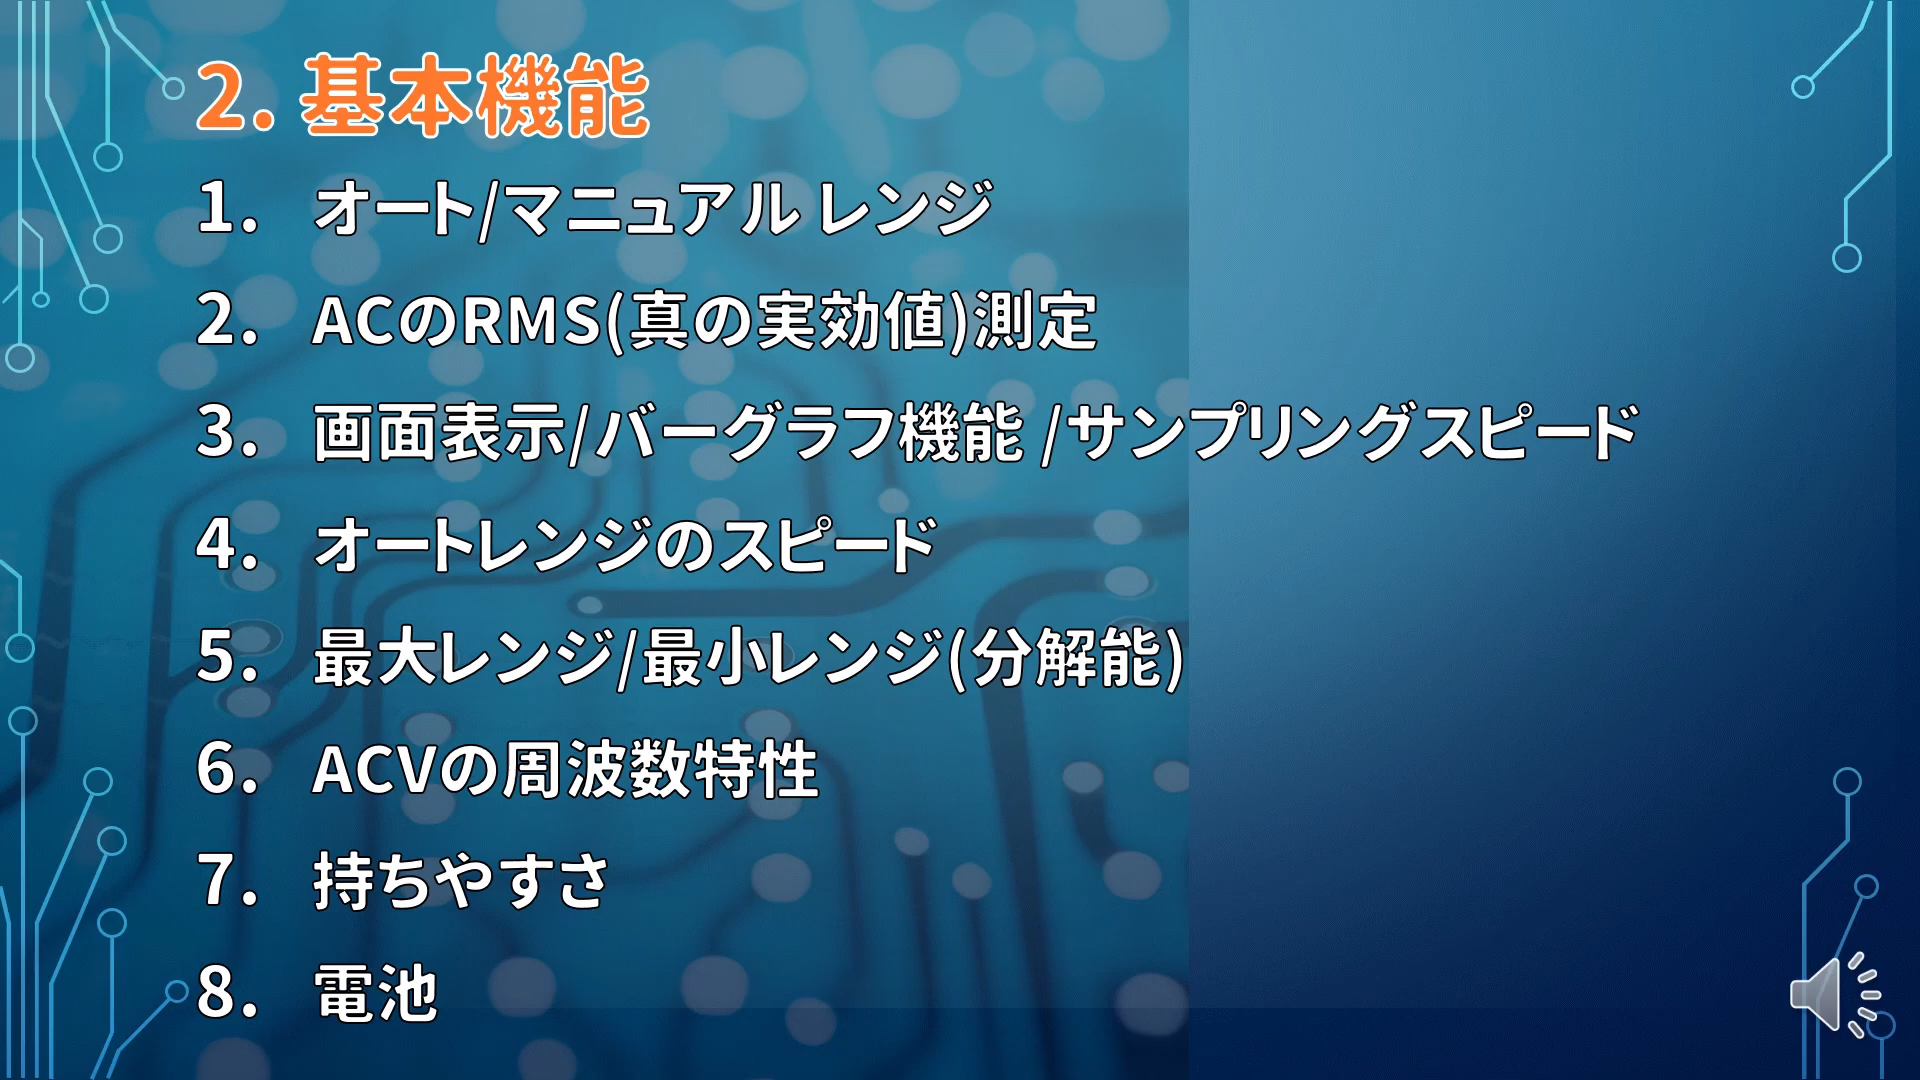 2. 基本機能
1. オート/マニュアル レンジ
2. ACのRMS(真の実効値)測定
3. 画面表示/バーグラフ機能 /サンプリングスピード
4. オートレンジのスピード
5. 最大レンジ/最小レンジ(分解能)
6. ACVの周波数特性
7. 持ちやすさ
8. 電池